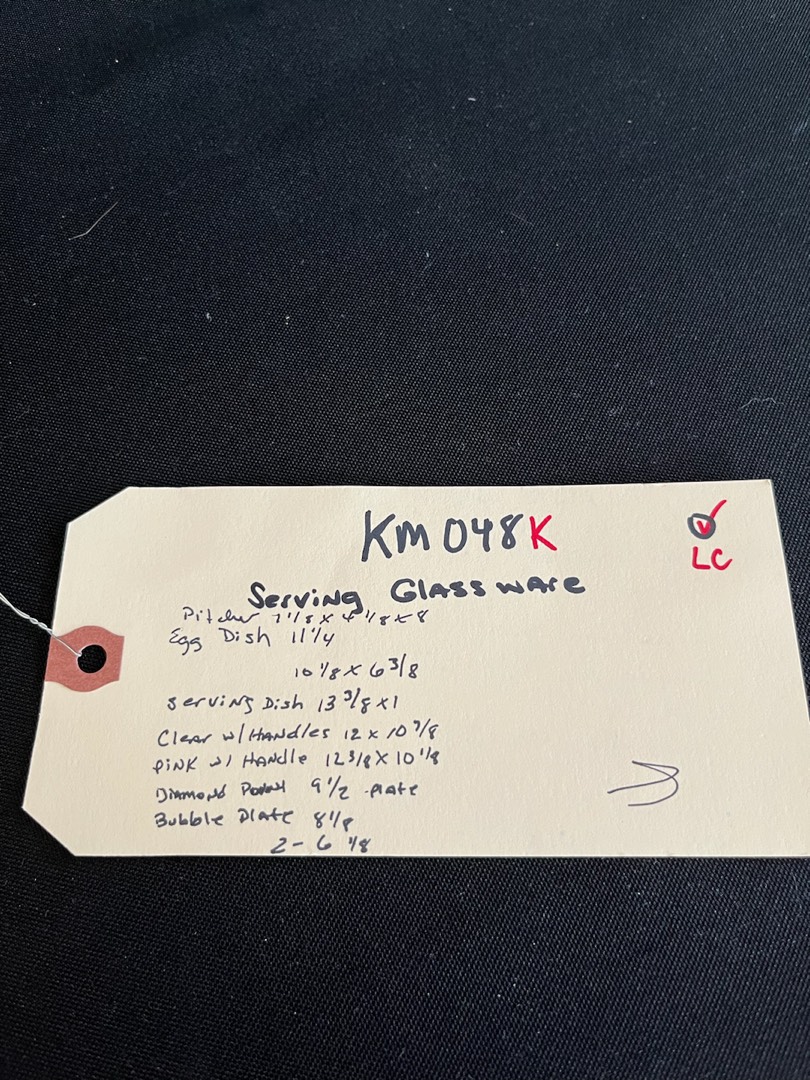 KM048K
LC
Serving Glassware
Pitcher 7 1/8 x 4 1/8 x 8
Egg Dish 11 1/4
10 1/8 x 6 3/8
Serving Dish 13 3/8 x 1
Clear w/ Handles 12 x 10 7/8
Pink w/ Handle 12 3/8 x 10 1/8
Diamond 9 1/2 Plate
Bubble Plate 8 1/8
2 - 6 1/8